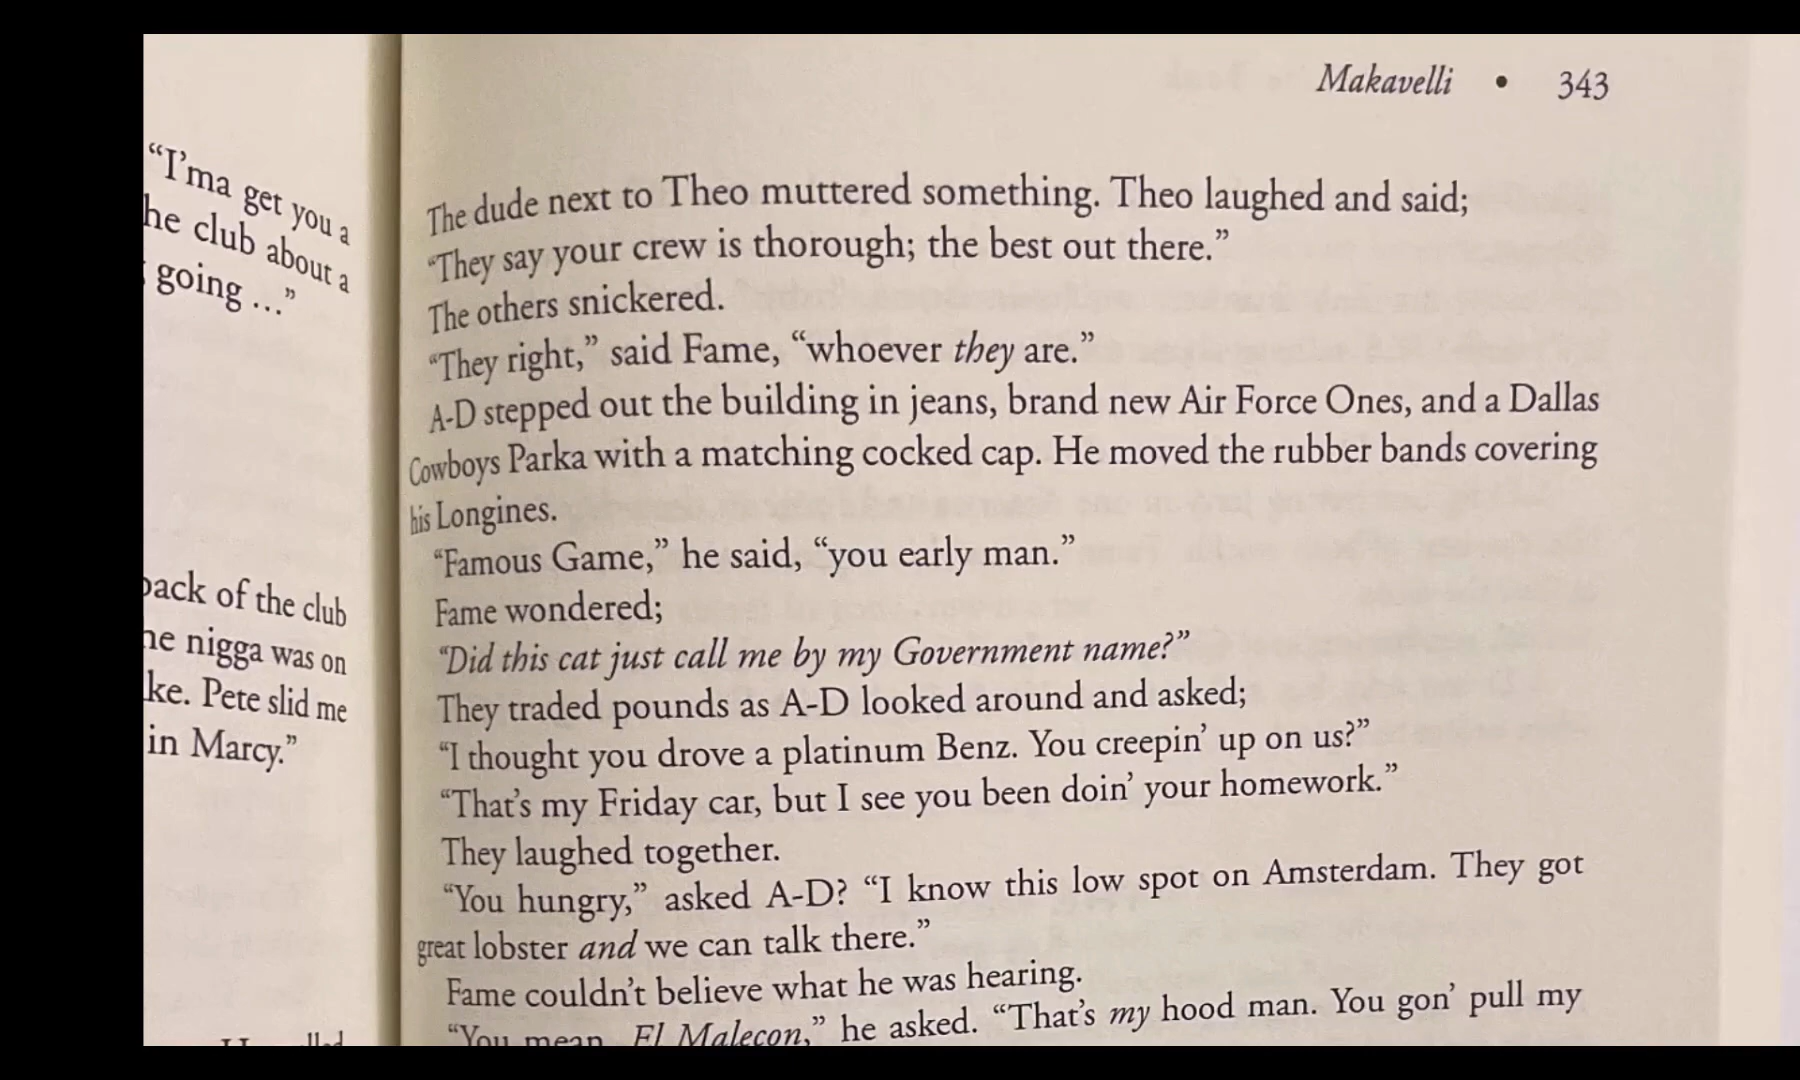 "I'ma get you a
he club about a
going ..."
back of the club
nigga was on
ke. Pete slid me
in Marcy."
Makavelli • 343
The dude next to Theo muttered something. Theo laughed and said;
"They say your crew is thorough; the best out there."
The others snickered.
"They right," said Fame, "whoever they are."
A-D stepped out the building in jeans, brand new Air Force Ones, and a Dallas
Cowboys Parka with a matching cocked cap. He moved the rubber bands covering
his Longines.
"Famous Game," he said, "you early man."
Fame wondered;
"Did this cat just call me by my Government name?"
They traded pounds as A-D looked around and asked;
"I thought you drove a platinum Benz. You creepin' up on us?"
"That's my Friday car, but I see you been doin' your homework."
They laughed together.
"You hungry," asked A-D? "I know this low spot on Amsterdam. They got
great lobster and we can talk there."
Fame couldn't believe what he was hearing.
"You mean El Malecon," he asked. "That's my hood man. You gon' pull my